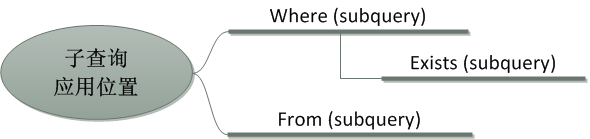 子查询
应用位置
Where (subquery)
Exists (subquery)
From (subquery)